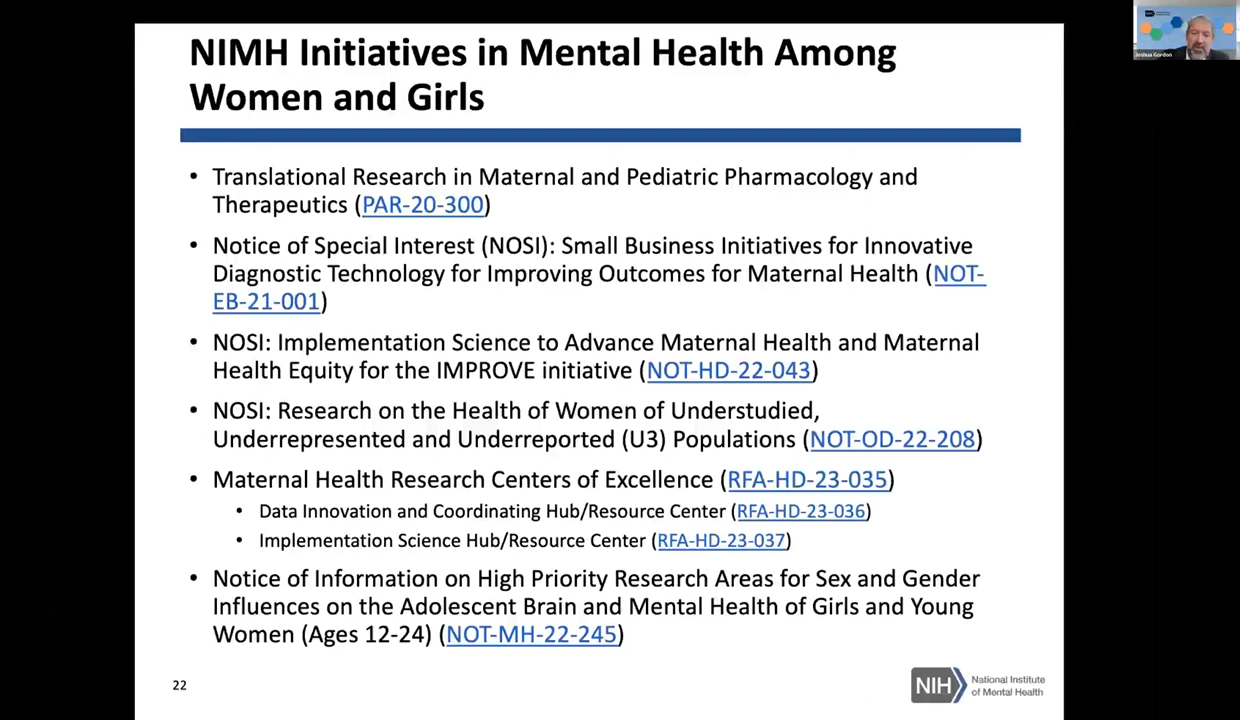 NIMH Initiatives in Mental Health Among
Women and Girls
• Translational Research in Maternal and Pediatric Pharmacology and
Therapeutics (PAR-20-300)
• Notice of Special Interest (NOSI): Small Business Initiatives for Innovative
Diagnostic Technology for Improving Outcomes for Maternal Health (NOT-
EB-21-001)
• NOSI: Implementation Science to Advance Maternal Health and Maternal
Health Equity for the IMPROVE initiative (NOT-HD-22-043)
• NOSI: Research on the Health of Women of Understudied,
Underrepresented and Underreported (U3) Populations (NOT-OD-22-208)
• Maternal Health Research Centers of Excellence (RFA-HD-23-035)
• Data Innovation and Coordinating Hub/Resource Center (RFA-HD-23-036)
• Implementation Science Hub/Resource Center (RFA-HD-23-037)
• Notice of Information on High Priority Research Areas for Sex and Gender
Influences on the Adolescent Brain and Mental Health of Girls and Young
Women (Ages 12-24) (NOT-MH-22-245)
22
NIH National Institute
of Mental Health
Joshua Gordon